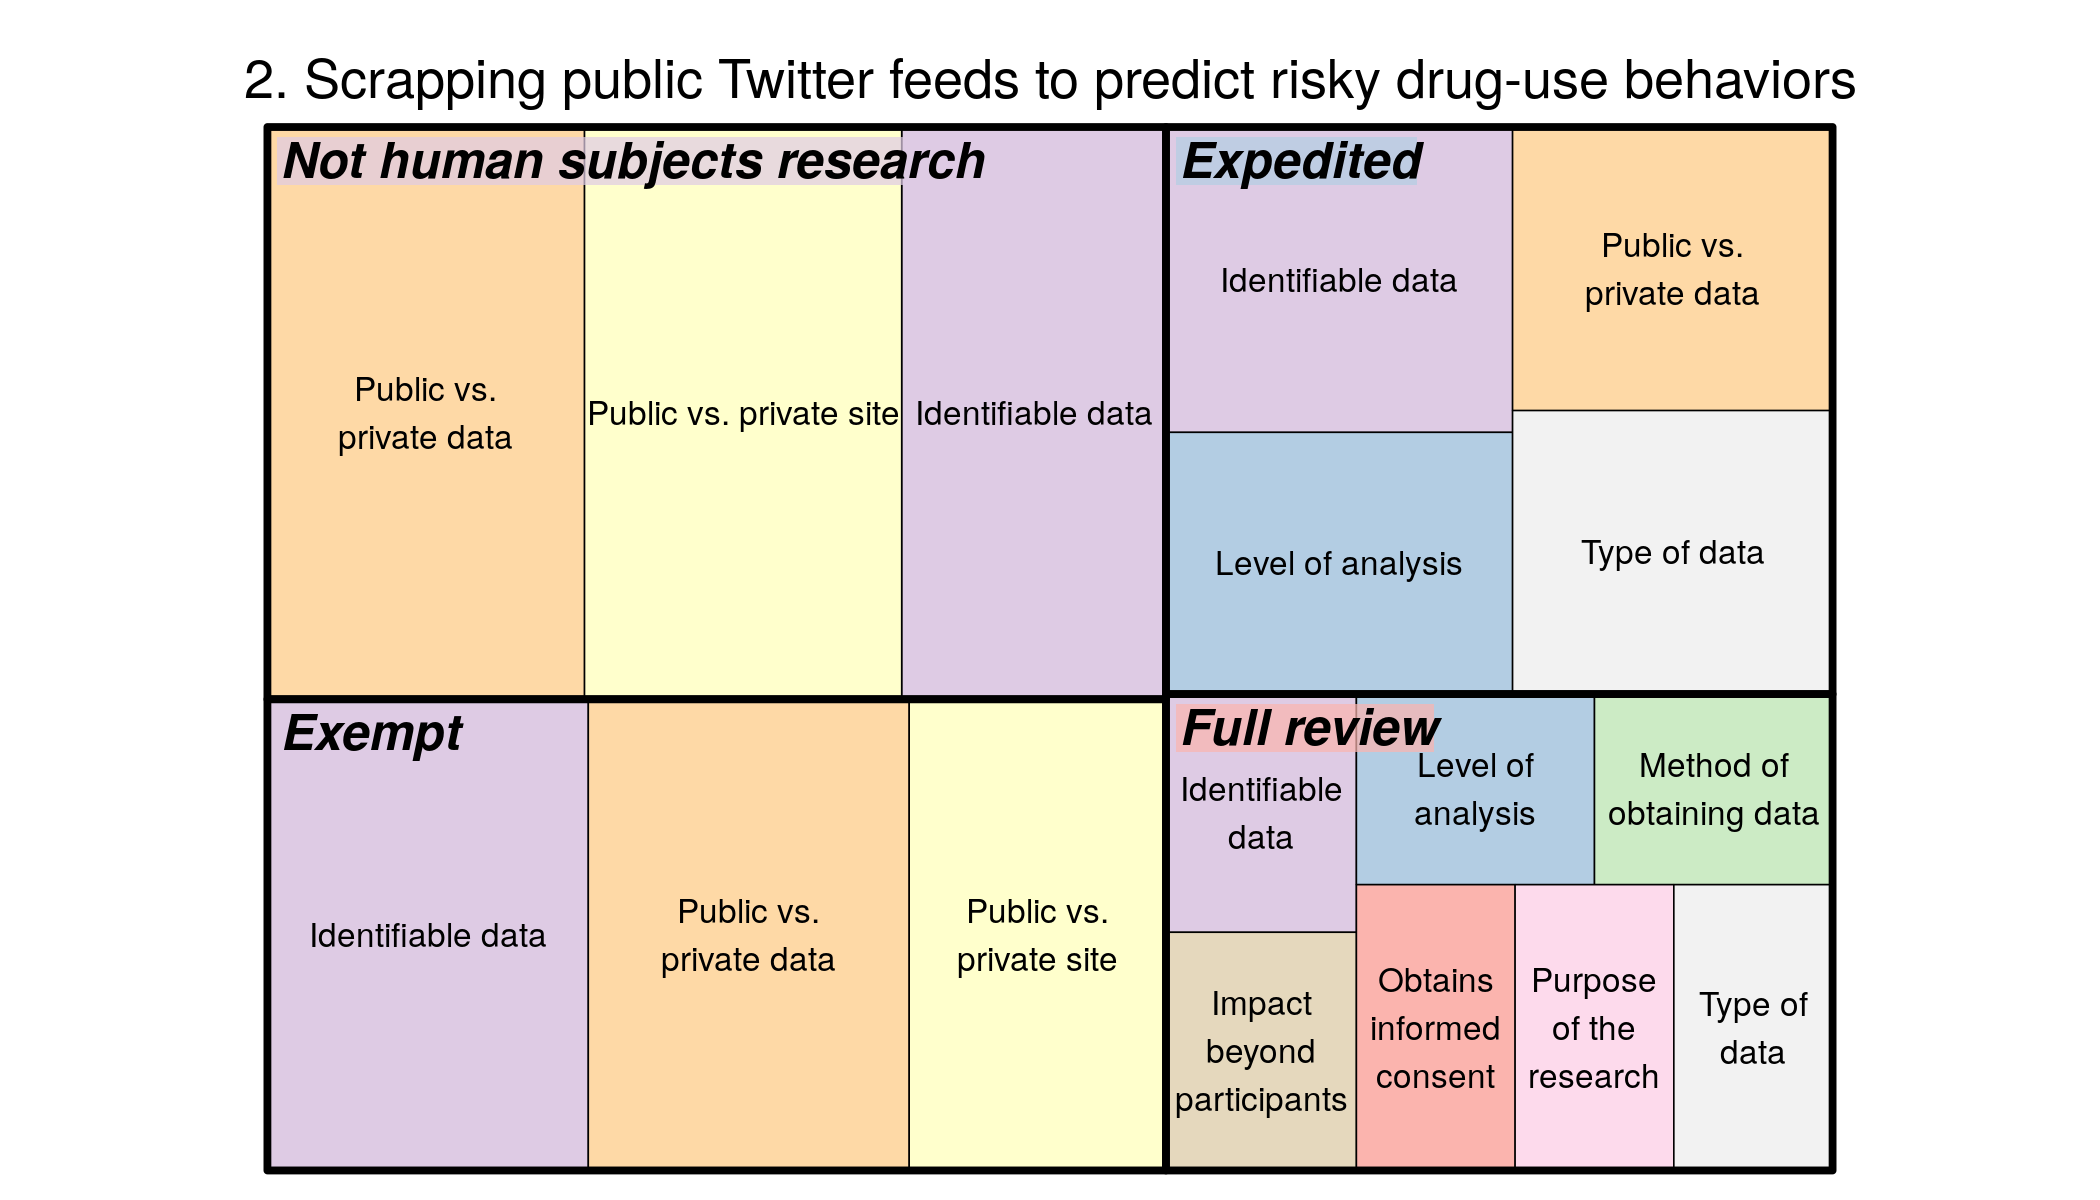 2. Scrapping public Twitter feeds to predict risky drug-use behaviors
Not human subjects research
Public vs.
private data
Public vs. private site
Identifiable data
Expedited
Identifiable data
Public vs.
private data
Level of analysis
Type of data
Exempt
Identifiable data
Public vs.
private data
Public vs.
private site
Full review
Identifiable
data
Level of
analysis
Method of
obtaining data
Impact
beyond
participants
Obtains
informed
consent
Purpose
of the
research
Type of
data